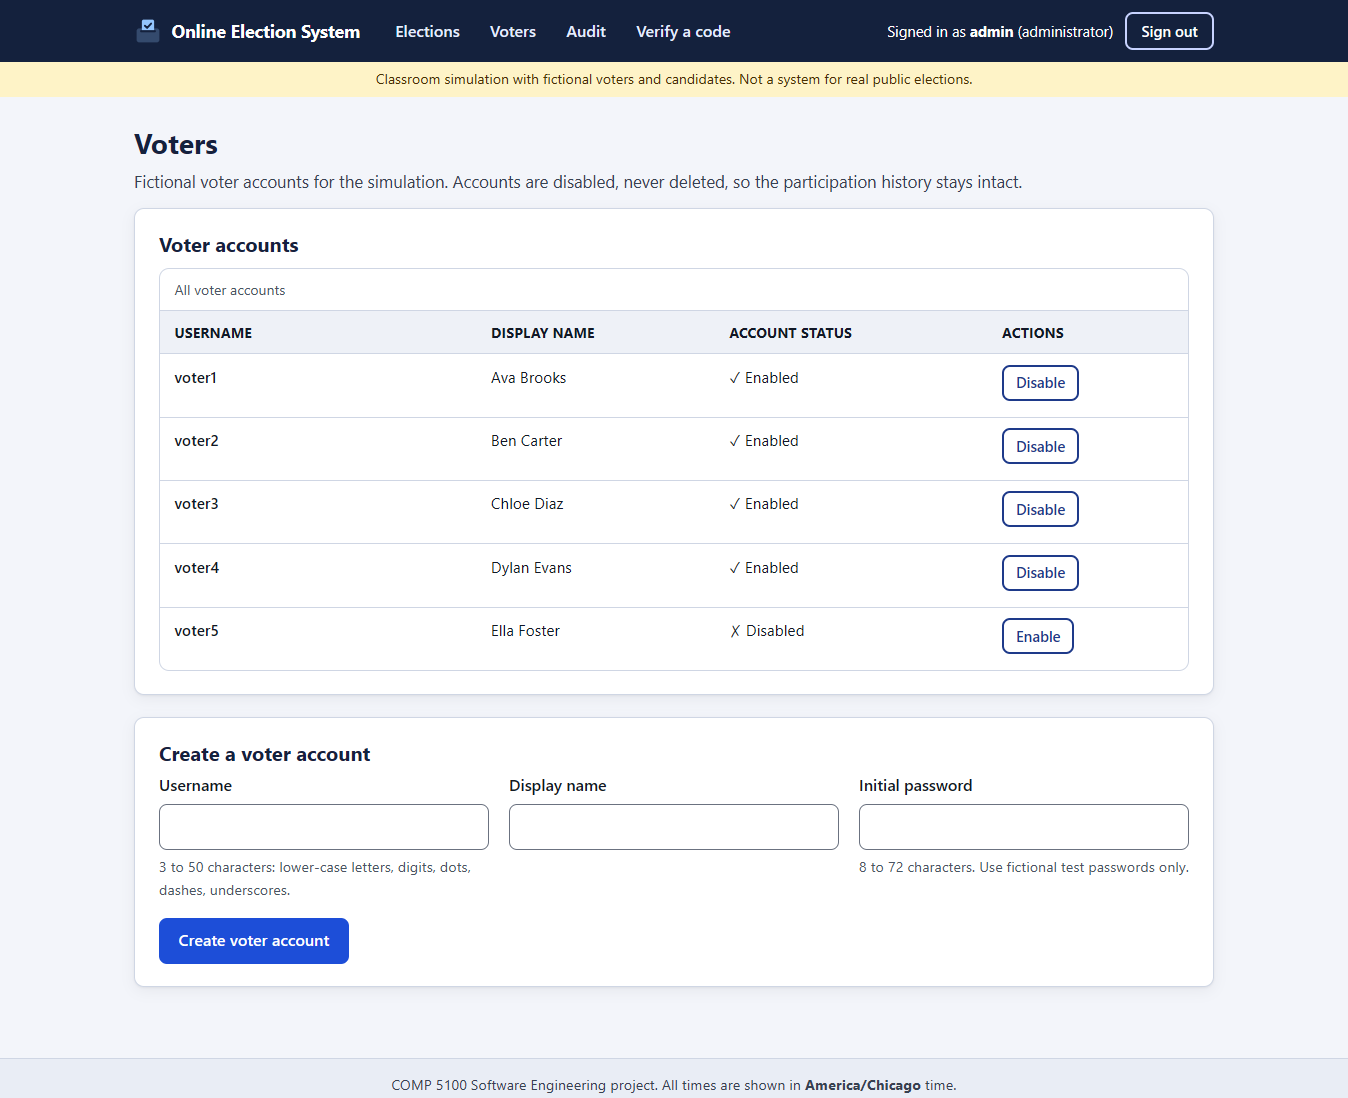 Online Election System
Elections
Voters
Audit
Verify a code
Signed in as admin (administrator)
Sign out
Classroom simulation with fictional voters and candidates. Not a system for real public elections.
Voters
Fictional voter accounts for the simulation. Accounts are disabled, never deleted, so the participation history stays intact.
Voter accounts
All voter accounts
USERNAME DISPLAY NAME ACCOUNT STATUS ACTIONS
voter1 Ava Brooks ✓ Enabled Disable
voter2 Ben Carter ✓ Enabled Disable
voter3 Chloe Diaz ✓ Enabled Disable
voter4 Dylan Evans ✓ Enabled Disable
voter5 Ella Foster ✗ Disabled Enable
Create a voter account
Username Display name Initial password
3 to 50 characters: lower-case letters, digits, dots,
dashes, underscores.
8 to 72 characters. Use fictional test passwords only.
Create voter account
COMP 5100 Software Engineering project. All times are shown in America/Chicago time.